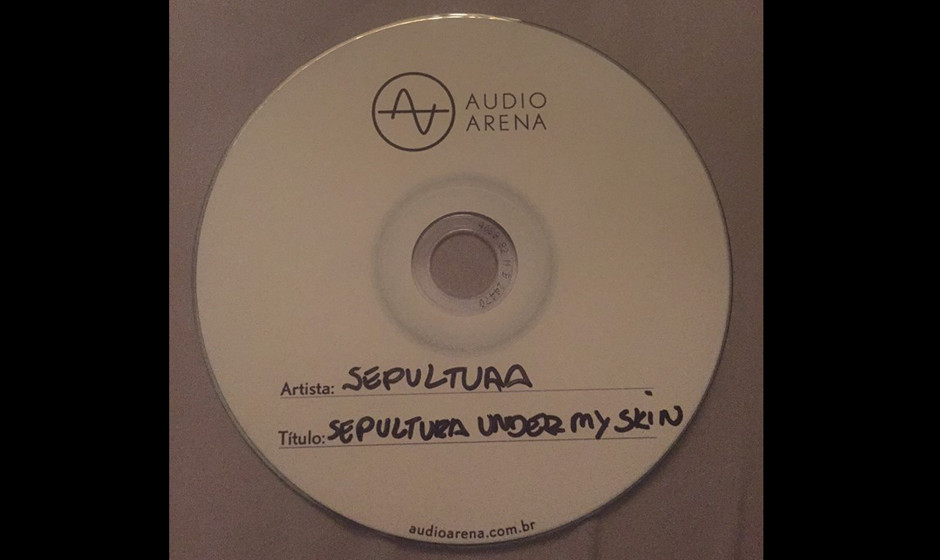 AUDIO
ARENA
Artista: SEPULTURA
Título: SEPULTURA UNDER MY SKIN
audioarena.com.br